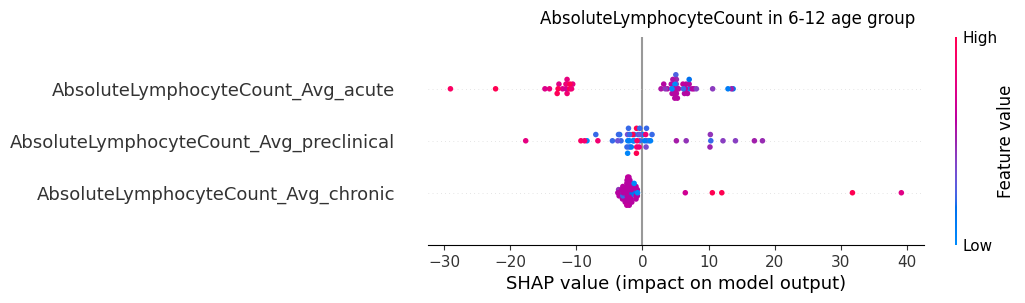 AbsoluteLymphocyteCount in 6-12 age group
High
AbsoluteLymphocyteCount_Avg_acute
AbsoluteLymphocyteCount_Avg_preclinical
AbsoluteLymphocyteCount_Avg_chronic
Feature value
Low
−30 −20 −10 0 10 20 30 40
SHAP value (impact on model output)